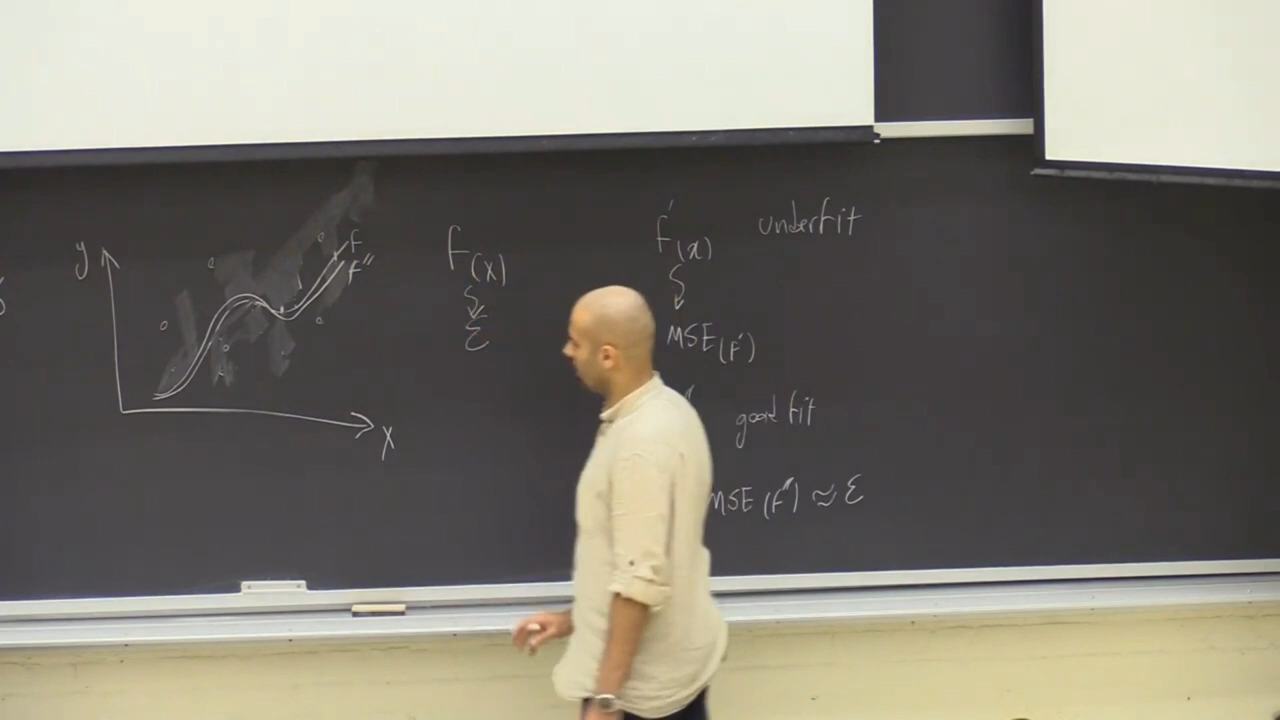 y
F
F''
x
F(x)
ε
F'(x) underfit
MSE(F')
good fit
MSE(F'') ≈ ε